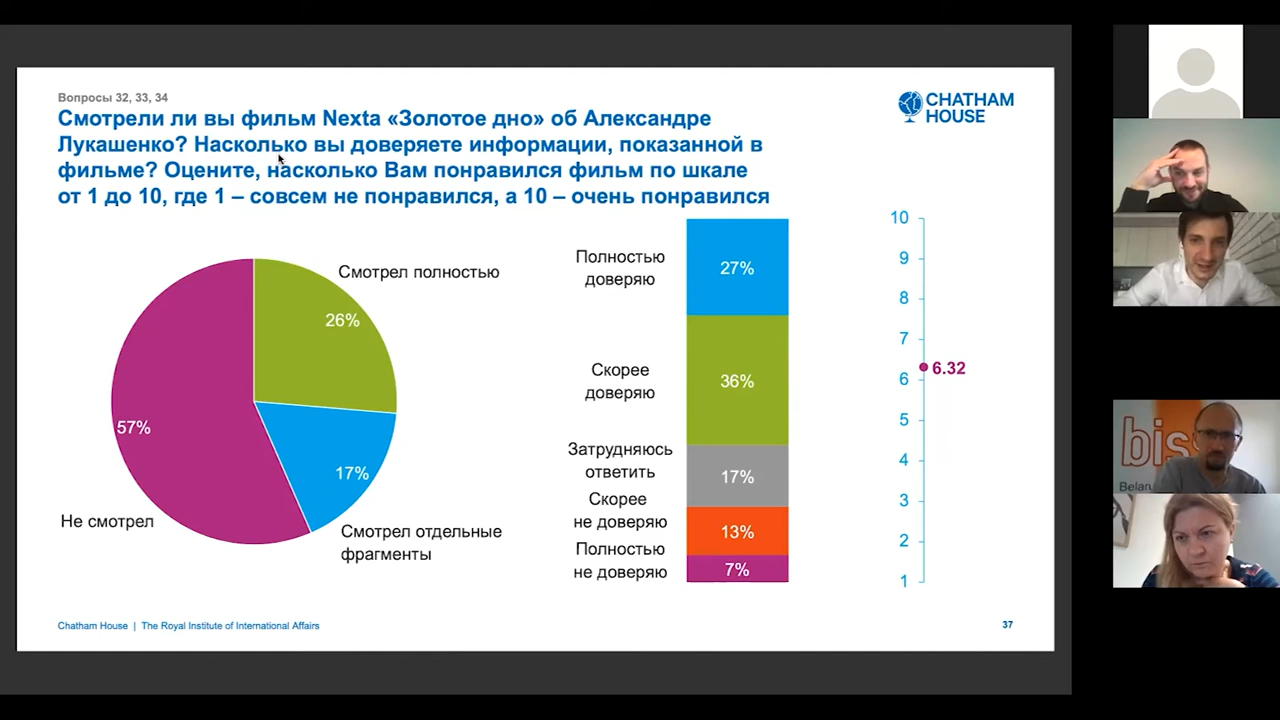 Вопросы 32, 33, 34
Смотрели ли вы фильм Nexta «Золотое дно» об Александре
Лукашенко? Насколько вы доверяете информации, показанной в
фильме? Оцените, насколько Вам понравился фильм по шкале
от 1 до 10, где 1 – совсем не понравился, а 10 – очень понравился
CHATHAM
HOUSE
Смотрел полностью
26%
57%
17%
Не смотрел
Смотрел отдельные
фрагменты
Полностью
доверяю
27%
Скорее
доверяю
36%
Затрудняюсь
ответить
17%
Скорее
не доверяю
13%
Полностью
не доверяю
7%
10
9
8
7
6.32
6
5
4
3
2
1
Chatham House | The Royal Institute of International Affairs
37
bis
Belaru